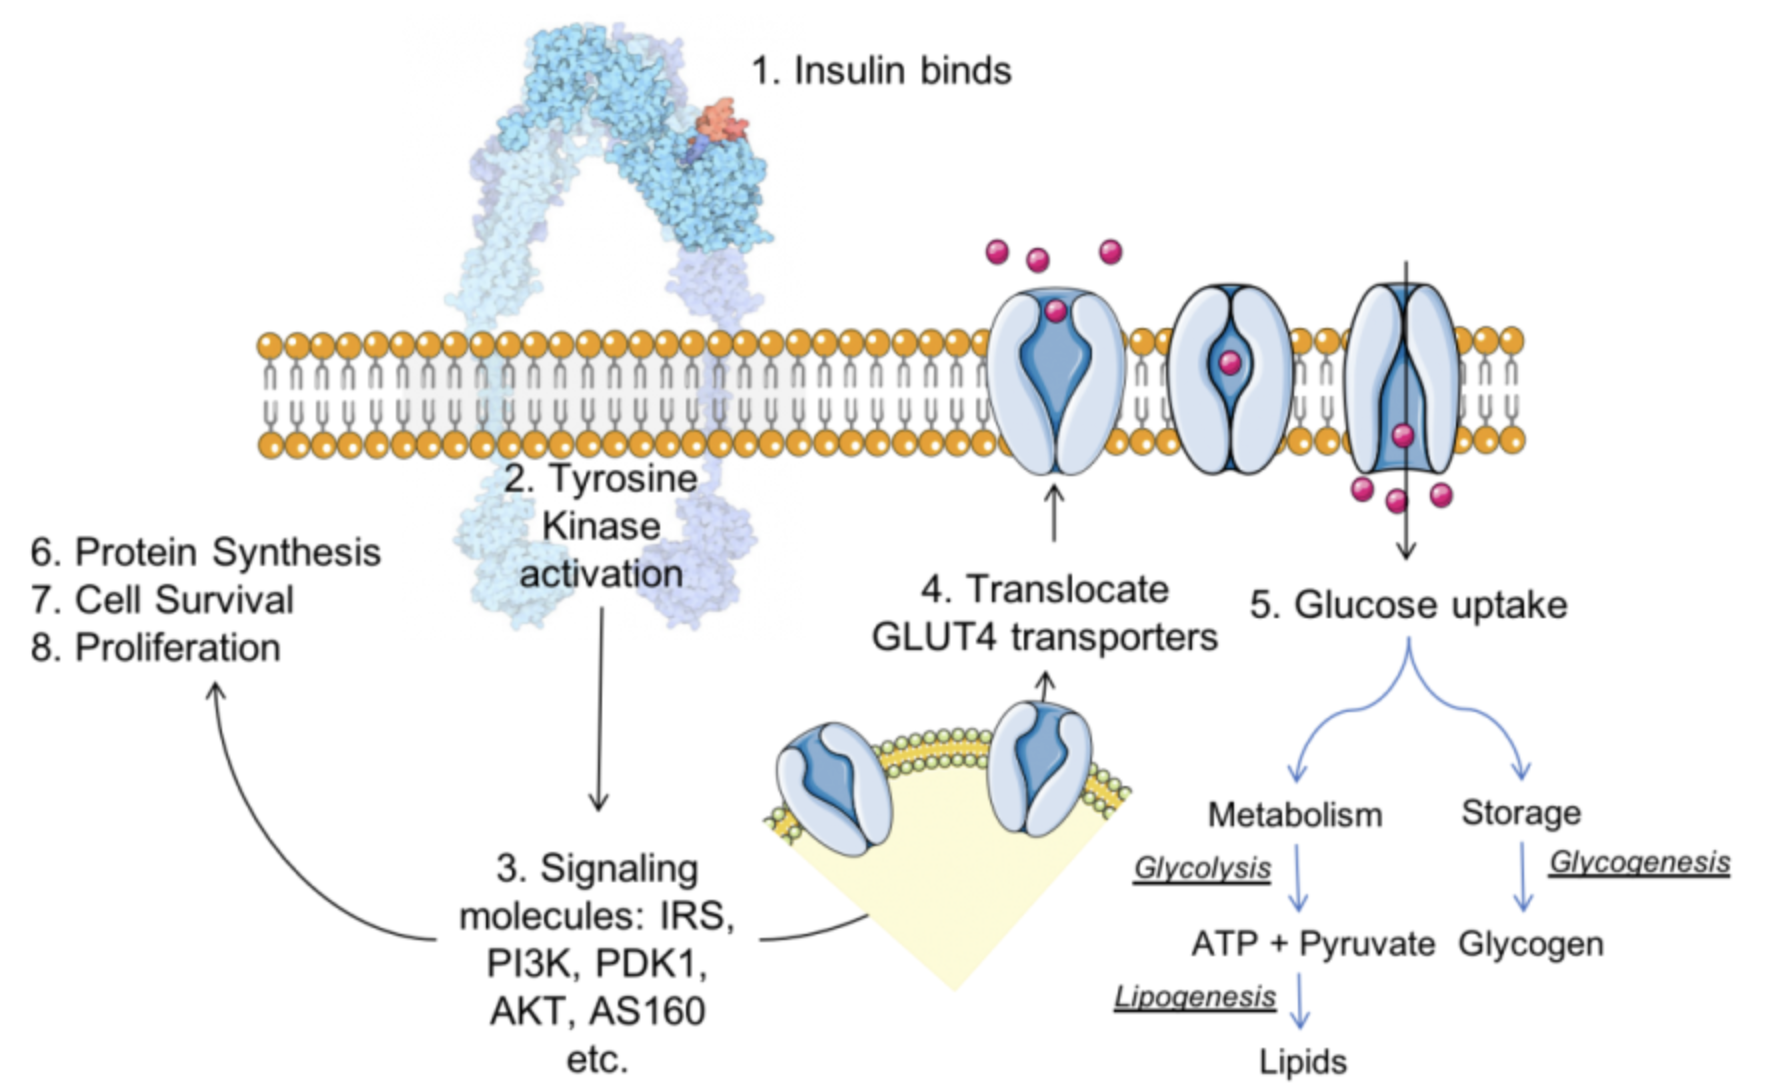 1. Insulin binds
2. Tyrosine
Kinase
activation
6. Protein Synthesis
7. Cell Survival
8. Proliferation
3. Signaling
molecules: IRS,
PI3K, PDK1,
AKT, AS160
etc.
4. Translocate
GLUT4 transporters
5. Glucose uptake
Metabolism
Storage
Glycolysis
Glycogenesis
ATP + Pyruvate
Glycogen
Lipogenesis
Lipids